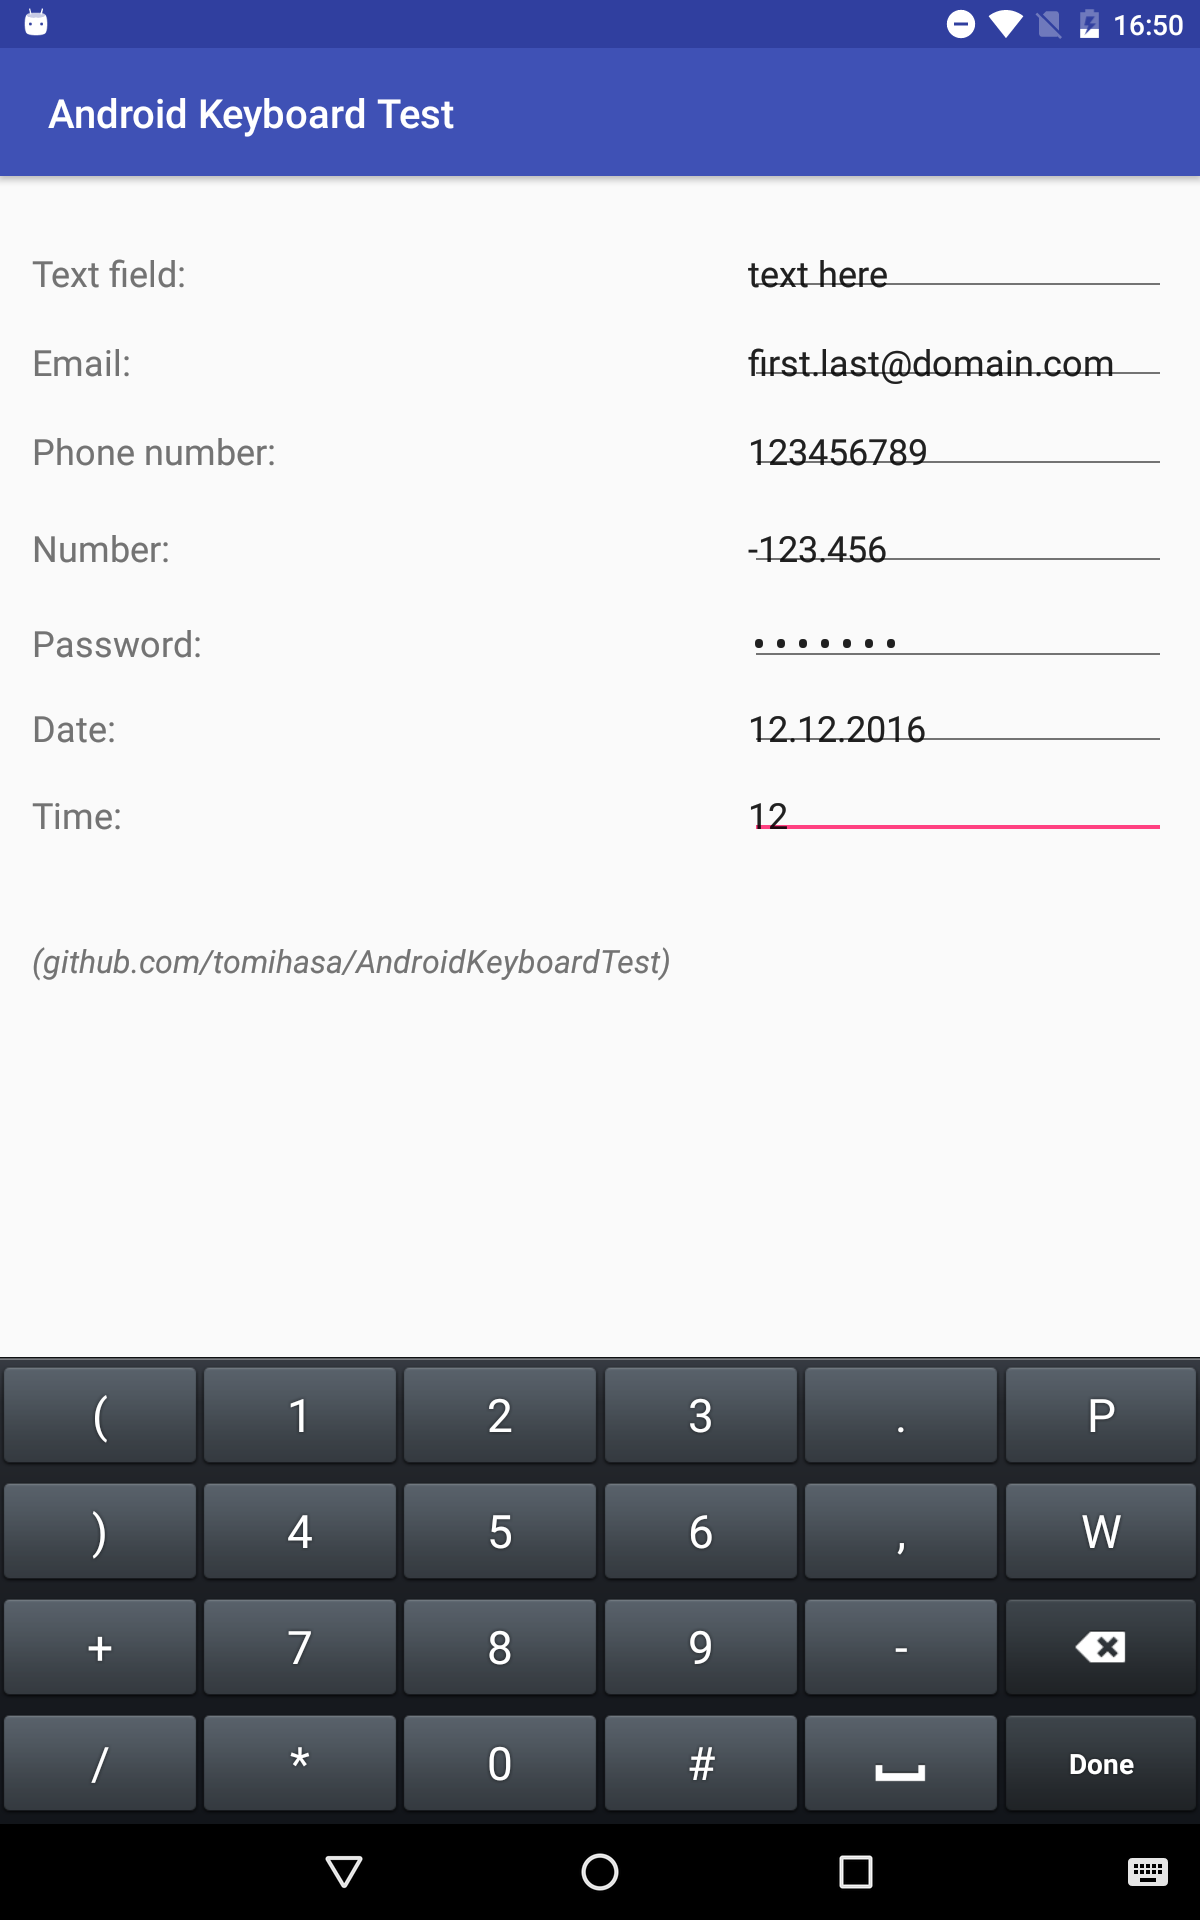 16:50
Android Keyboard Test
Text field: text here
Email: first.last@domain.com
Phone number: 123456789
Number: -123.456
Password: •••••••
Date: 12.12.2016
Time: 12
(github.com/tomihasa/AndroidKeyboardTest)
( 1 2 3 . P
) 4 5 6 , W
+ 7 8 9 -
/ * 0 # Done